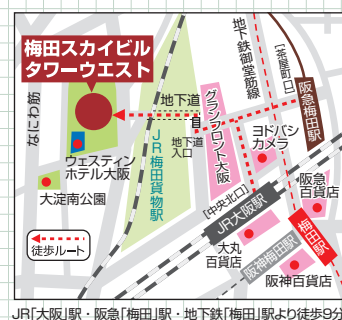 梅田スカイビル
タワーウエスト
なにわ筋
地下鉄御堂筋線
[茶屋町口]
阪急梅田駅
地下道
地下道
入口
グランフロント大阪
ヨドバシ
カメラ
JR梅田貨物駅
ウェスティン
ホテル大阪
大淀南公園
[中央北口]
JR大阪駅
阪急
百貨店
梅田駅
大丸
百貨店
阪神梅田駅
阪神百貨店
徒歩ルート
JR「大阪」駅・阪急「梅田」駅・地下鉄「梅田」駅より徒歩9分